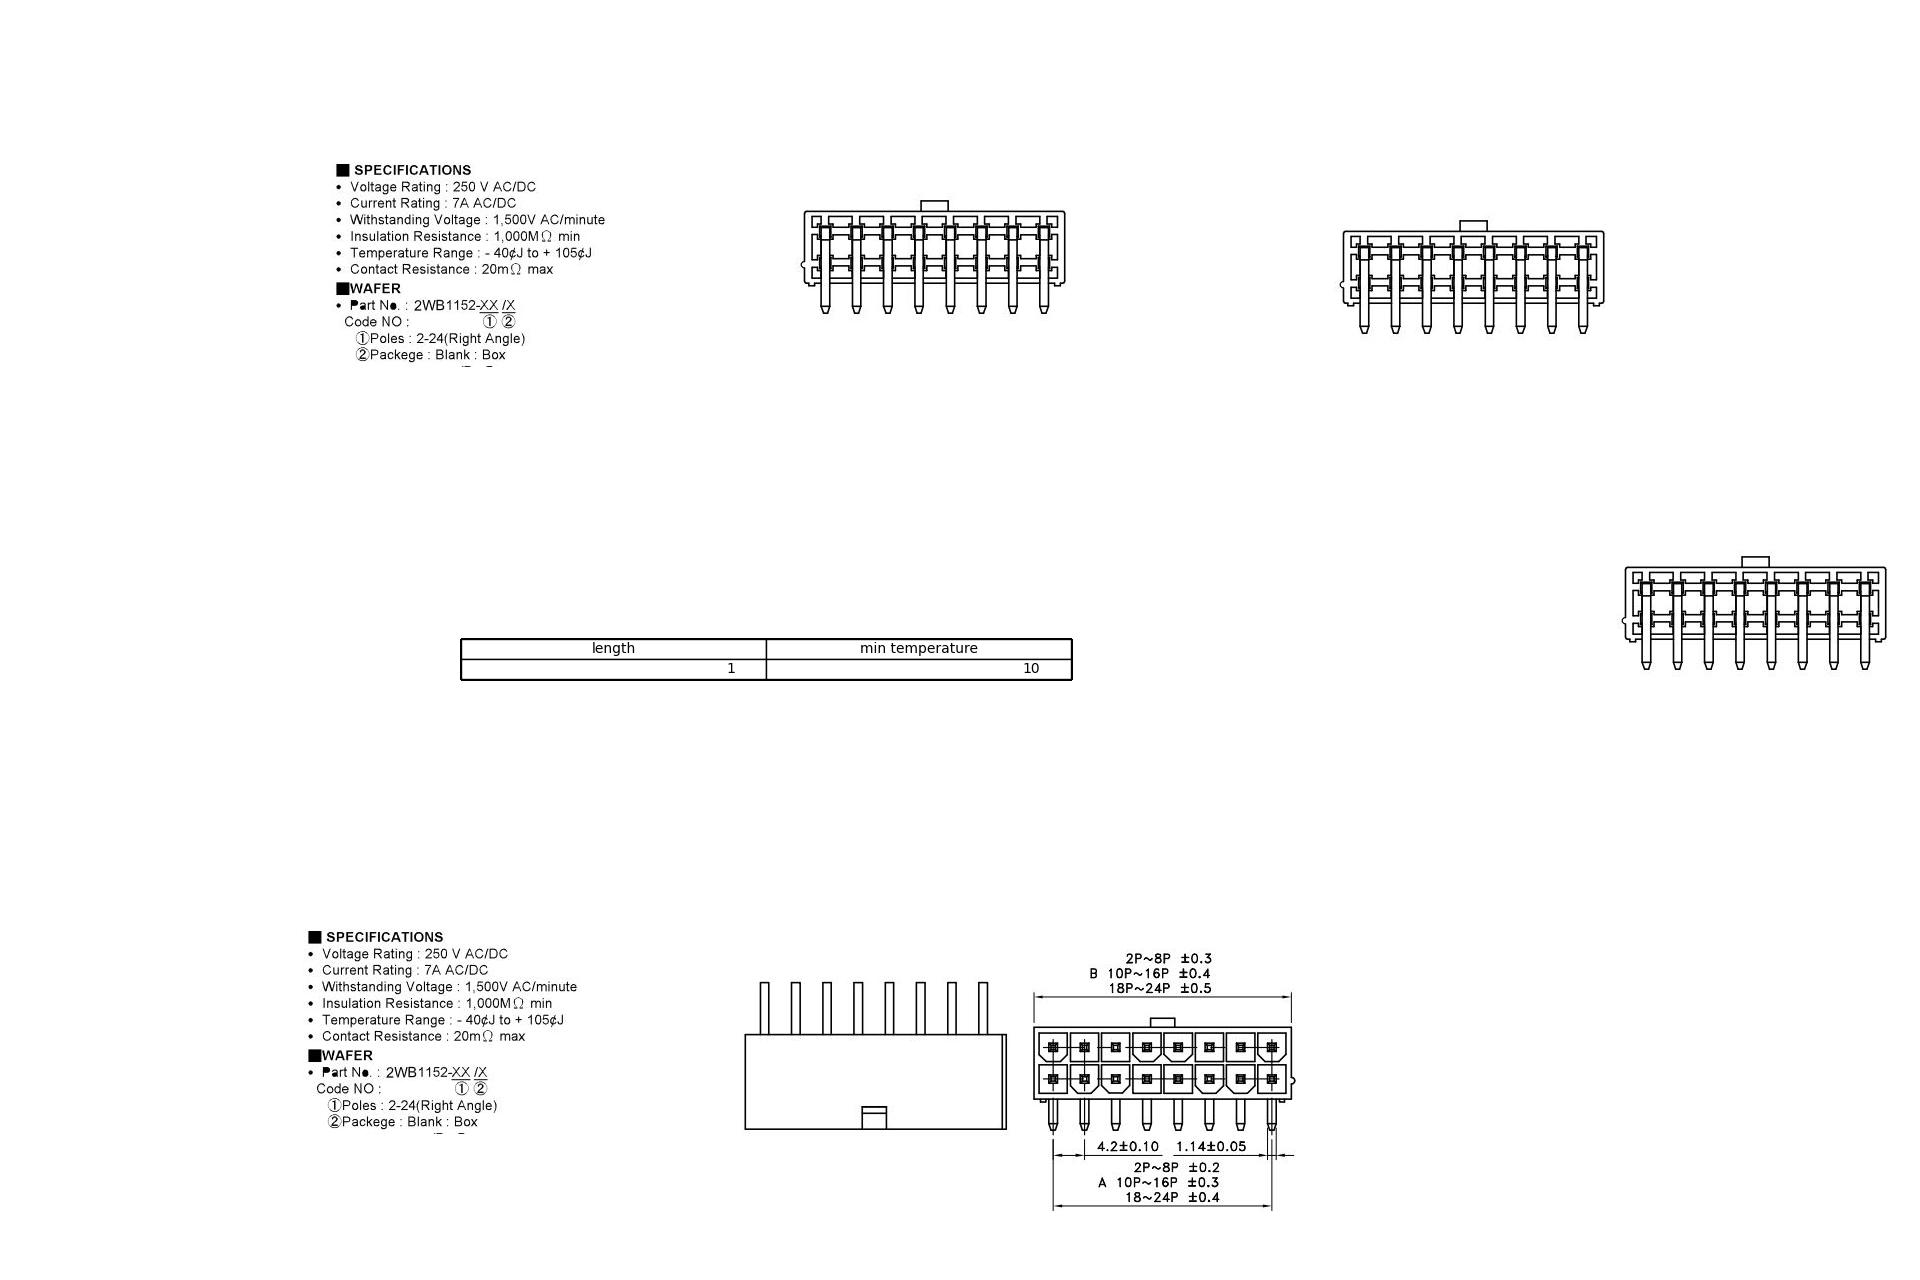 ■ SPECIFICATIONS
• Voltage Rating : 250 V AC/DC
• Current Rating : 7A AC/DC
• Withstanding Voltage : 1,500V AC/minute
• Insulation Resistance : 1,000MΩ min
• Temperature Range : - 40¢J to + 105¢J
• Contact Resistance : 20mΩ max
■WAFER
• Part No. : 2WB1152-XX /X
Code NO : ① ②
①Poles : 2-24(Right Angle)
②Packege : Blank : Box
length min temperature
1 10
■ SPECIFICATIONS
• Voltage Rating : 250 V AC/DC
• Current Rating : 7A AC/DC
• Withstanding Voltage : 1,500V AC/minute
• Insulation Resistance : 1,000MΩ min
• Temperature Range : - 40¢J to + 105¢J
• Contact Resistance : 20mΩ max
■WAFER
• Part No. : 2WB1152-XX /X
Code NO : ① ②
①Poles : 2-24(Right Angle)
②Packege : Blank : Box
2P~8P ±0.3
B 10P~16P ±0.4
18P~24P ±0.5
4.2±0.10 1.14±0.05
2P~8P ±0.2
A 10P~16P ±0.3
18~24P ±0.4